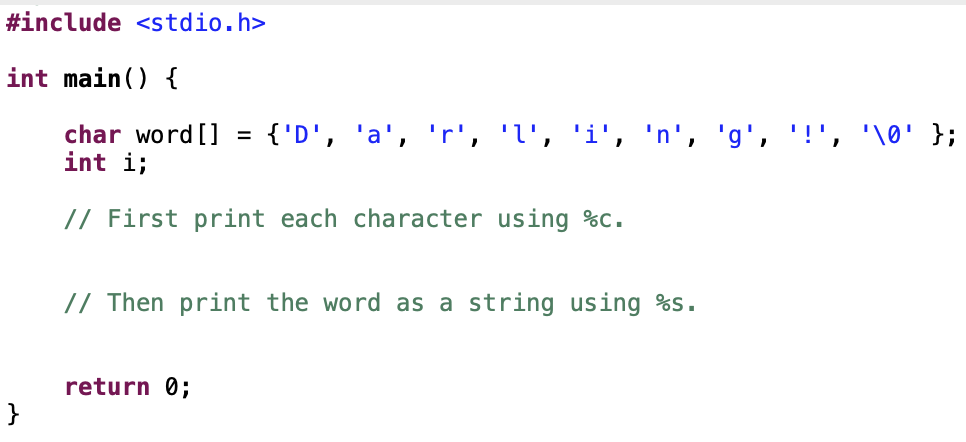 #include <stdio.h>
int main() {
char word[] = {'D', 'a', 'r', 'l', 'i', 'n', 'g', '!', '\0' };
int i;
// First print each character using %c.
// Then print the word as a string using %s.
return 0;
}